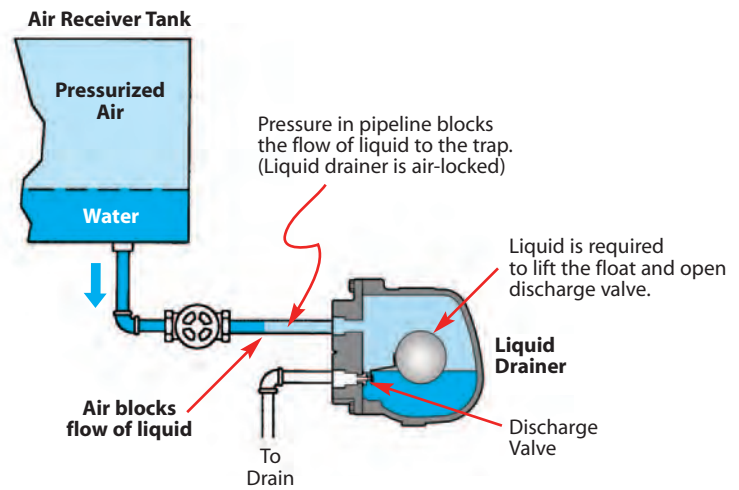 Air Receiver Tank
Pressurized
Air
Water
Pressure in pipeline blocks
the flow of liquid to the trap.
(Liquid drainer is air-locked)
Liquid is required
to lift the float and open
discharge valve.
Liquid
Drainer
Air blocks
flow of liquid
To
Drain
Discharge
Valve